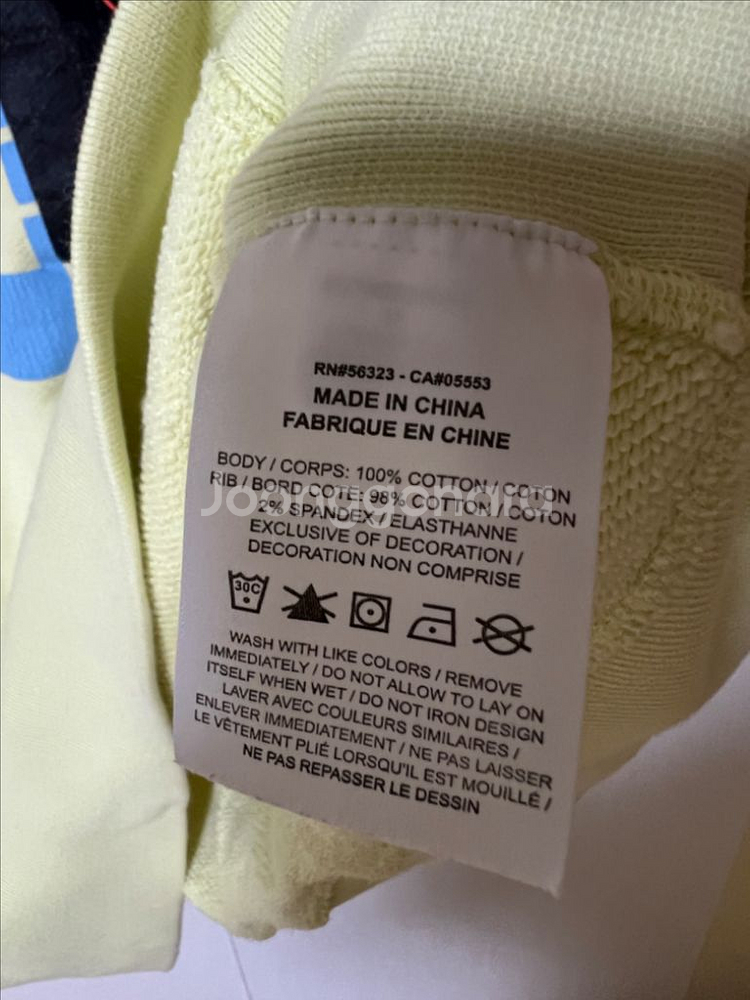 RN#56323 - CA#05553
MADE IN CHINA
FABRIQUE EN CHINE
BODY / CORPS: 100% COTTON / COTON
RIB / BORD COTE: 98% COTTON / COTON
2% SPANDEX / ELASTHANNE
EXCLUSIVE OF DECORATION /
DECORATION NON COMPRISE
30C
WASH WITH LIKE COLORS / REMOVE
IMMEDIATELY / DO NOT ALLOW TO LAY ON
ITSELF WHEN WET / DO NOT IRON DESIGN
LAVER AVEC COULEURS SIMILAIRES /
ENLEVER IMMEDIATEMENT / NE PAS LAISSER
LE VÊTEMENT PLIÉ LORSQU'IL EST MOUILLÉ /
NE PAS REPASSER LE DESSIN